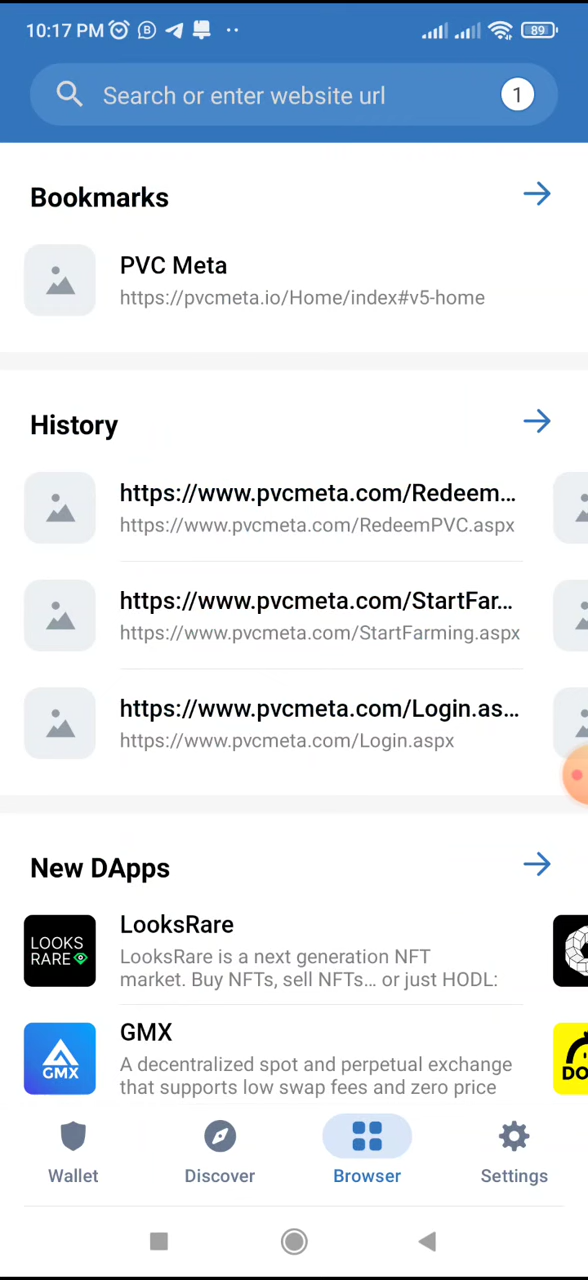 10:17 PM
89
Search or enter website url
1
Bookmarks
PVC Meta
https://pvcmeta.io/Home/index#v5-home
History
https://www.pvcmeta.com/Redeem...
https://www.pvcmeta.com/RedeemPVC.aspx
https://www.pvcmeta.com/StartFar...
https://www.pvcmeta.com/StartFarming.aspx
https://www.pvcmeta.com/Login.as...
https://www.pvcmeta.com/Login.aspx
New DApps
LOOKS
RARE
LooksRare
LooksRare is a next generation NFT
market. Buy NFTs, sell NFTs... or just HODL:
GMX
GMX
A decentralized spot and perpetual exchange
that supports low swap fees and zero price
DO
Wallet
Discover
Browser
Settings